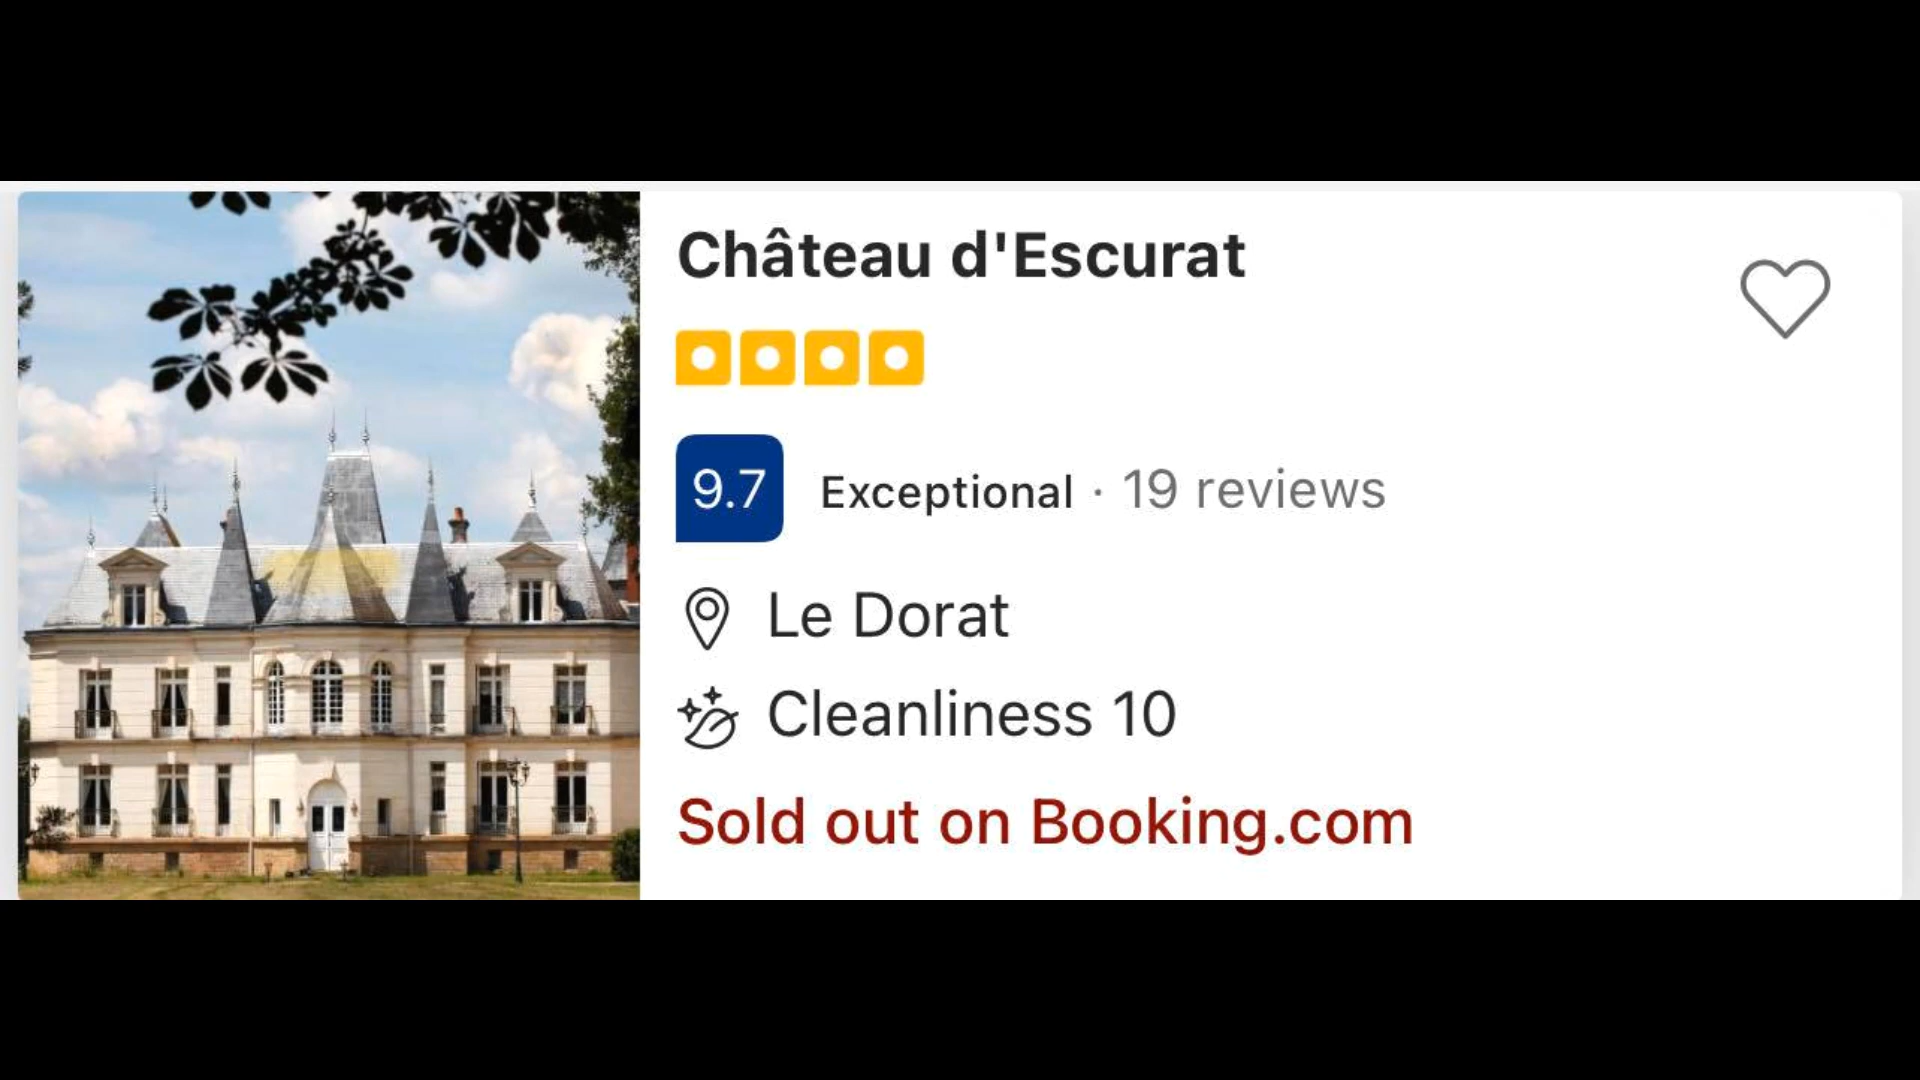 Château d'Escurat
9.7 Exceptional · 19 reviews
Le Dorat
Cleanliness 10
Sold out on Booking.com